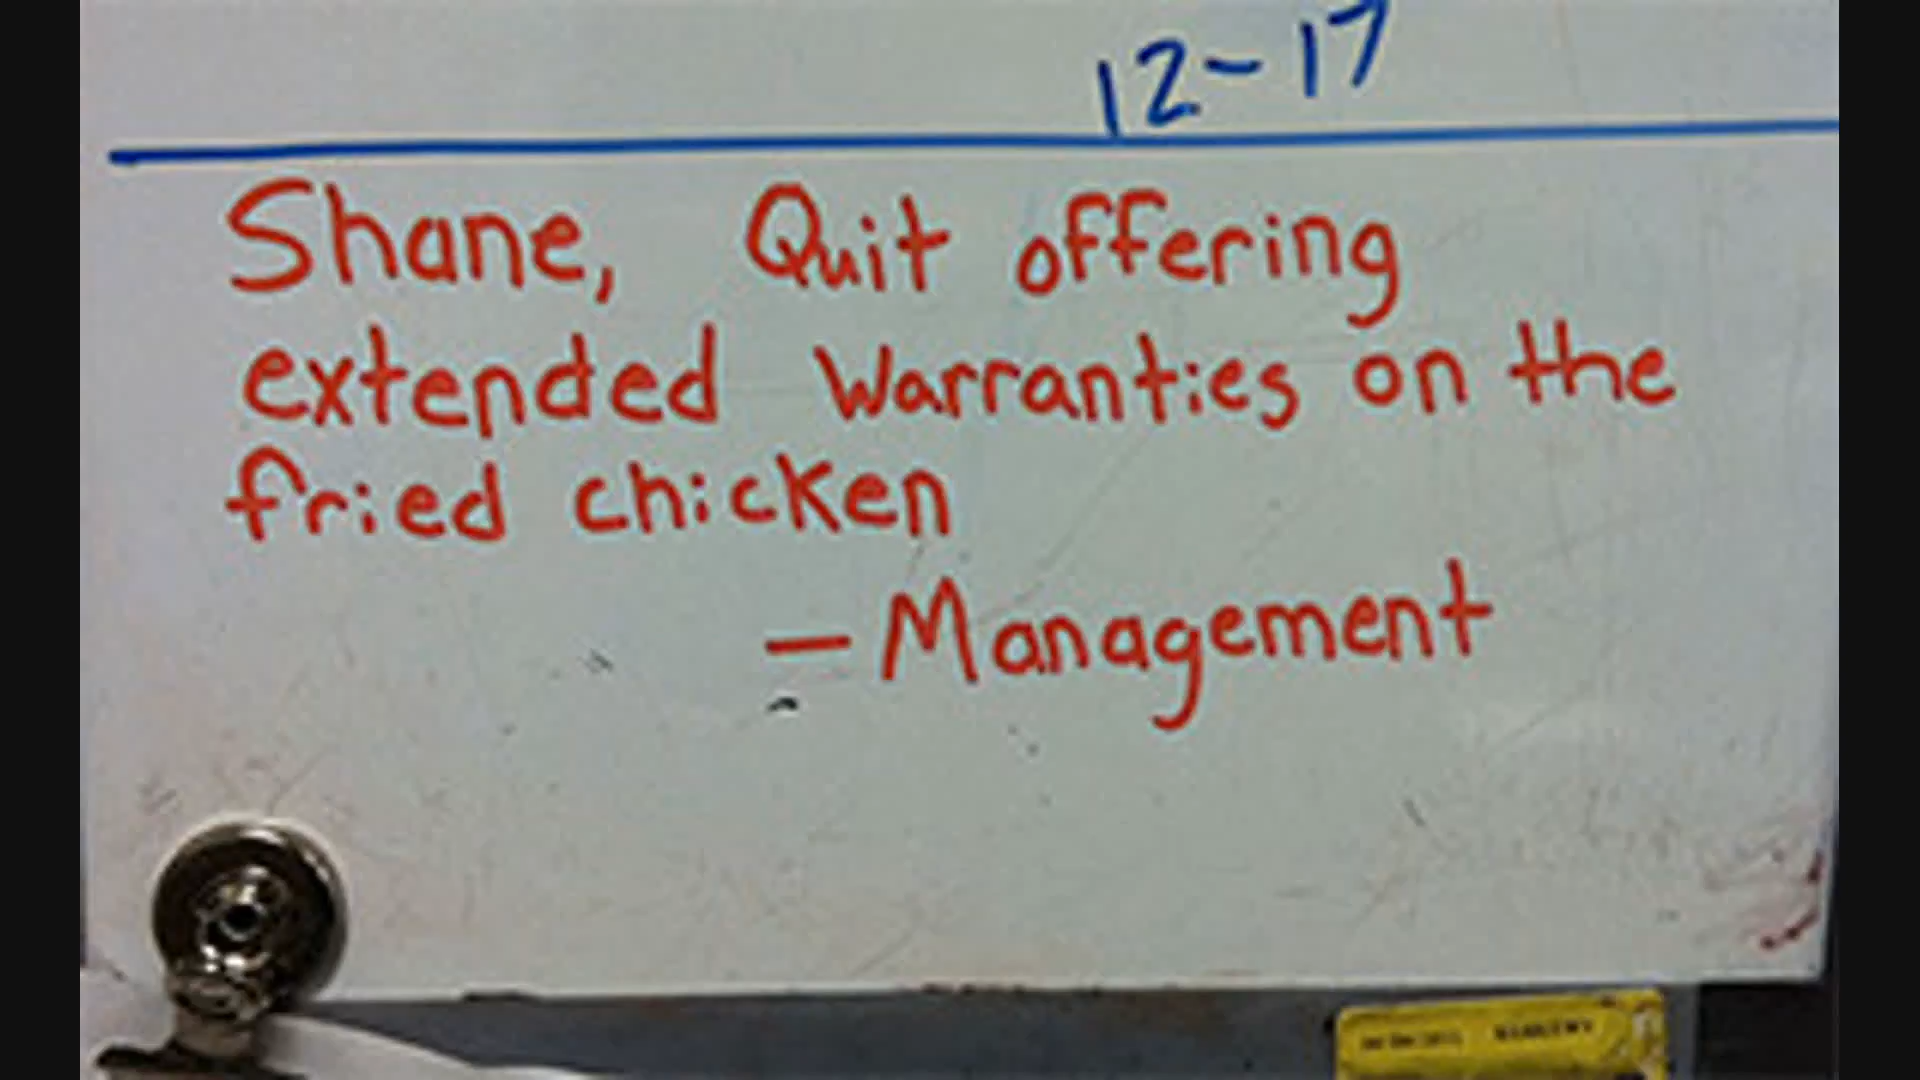 12-17
Shane, Quit offering
extended Warranties on the
fried chicken
- Management